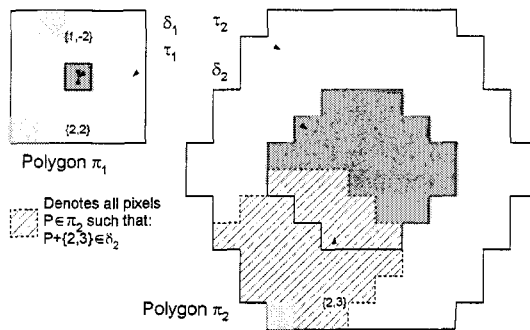 δ₁ τ₂
{1,-2}
τ₁
δ₂
{2,2}
Polygon π₁
Denotes all pixels
P∈π₂ such that:
P+{2,3}∈δ₂
{2,3}
Polygon π₂